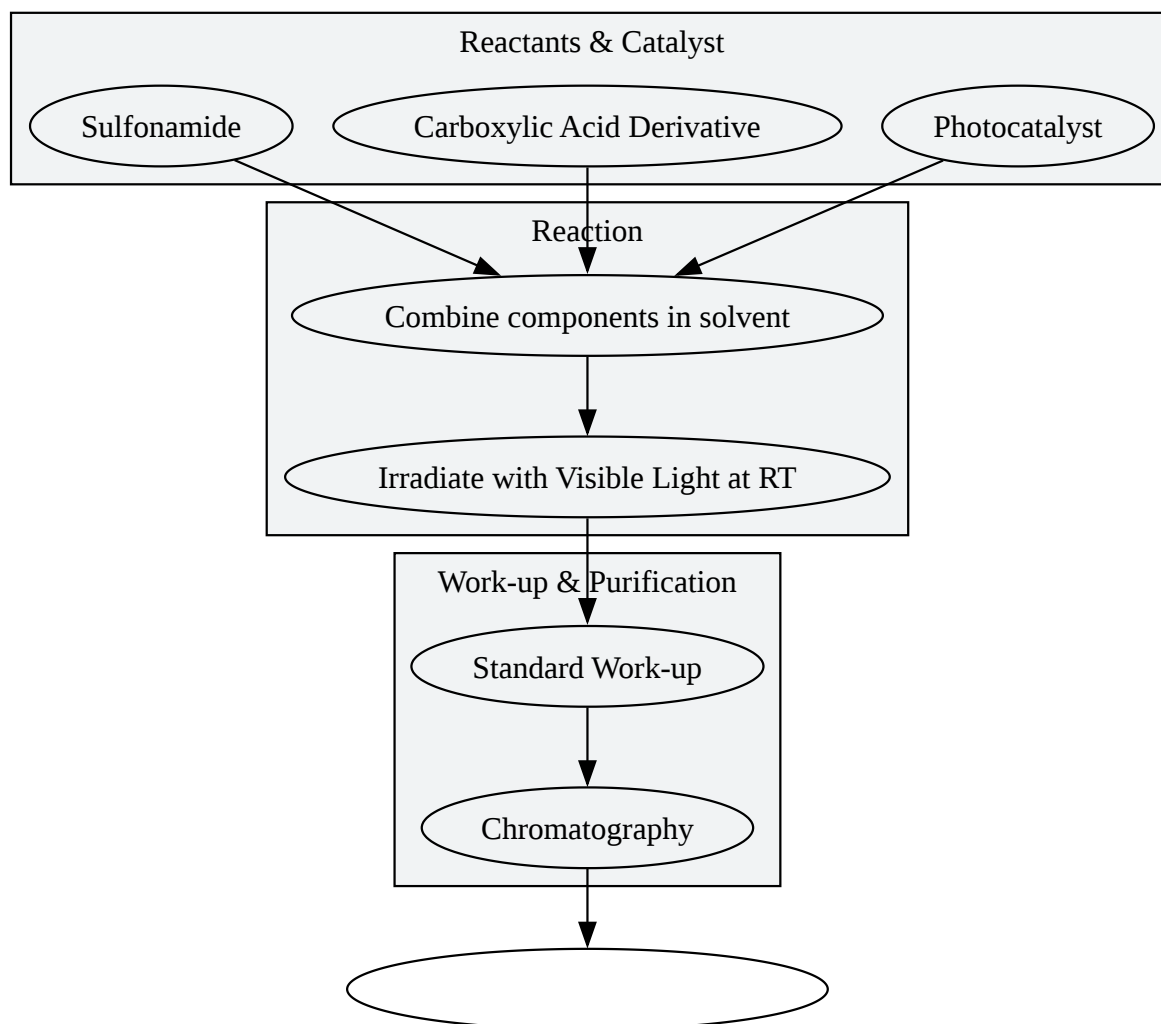 Reactants & Catalyst
Sulfonamide
Carboxylic Acid Derivative
Photocatalyst
Reaction
Combine components in solvent
Irradiate with Visible Light at RT
Work-up & Purification
Standard Work-up
Chromatography